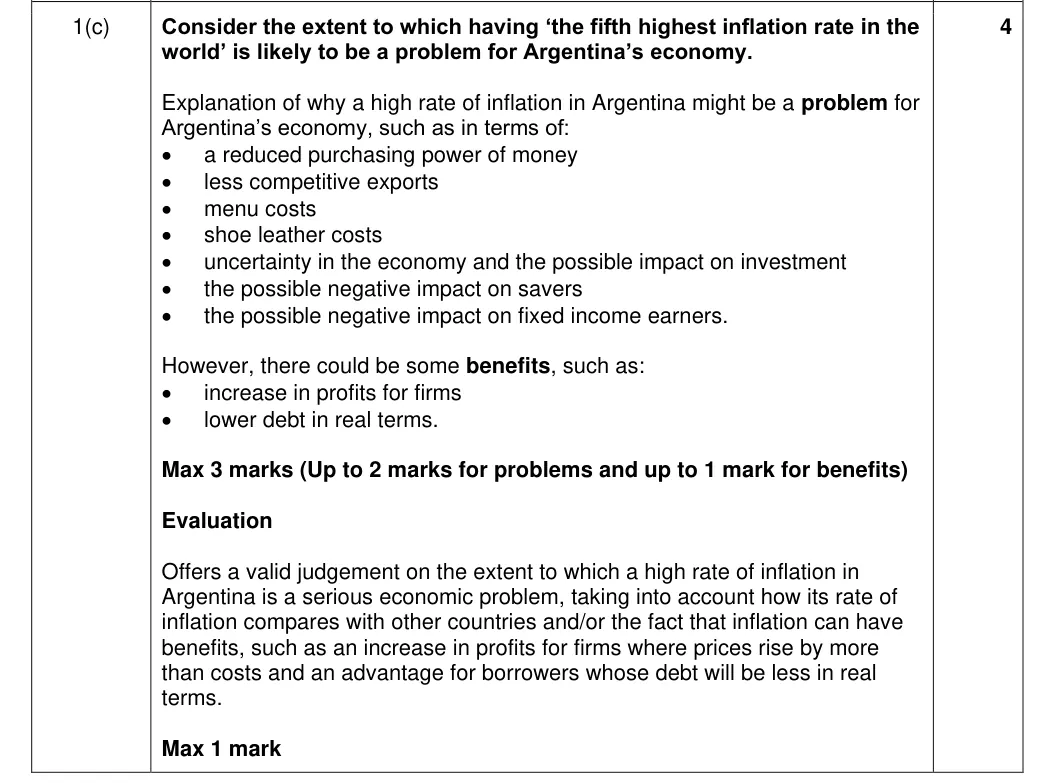 1(c)
Consider the extent to which having ‘the fifth highest inflation rate in the
world’ is likely to be a problem for Argentina’s economy.
4
Explanation of why a high rate of inflation in Argentina might be a problem for
Argentina’s economy, such as in terms of:
• a reduced purchasing power of money
• less competitive exports
• menu costs
• shoe leather costs
• uncertainty in the economy and the possible impact on investment
• the possible negative impact on savers
• the possible negative impact on fixed income earners.
However, there could be some benefits, such as:
• increase in profits for firms
• lower debt in real terms.
Max 3 marks (Up to 2 marks for problems and up to 1 mark for benefits)
Evaluation
Offers a valid judgement on the extent to which a high rate of inflation in
Argentina is a serious economic problem, taking into account how its rate of
inflation compares with other countries and/or the fact that inflation can have
benefits, such as an increase in profits for firms where prices rise by more
than costs and an advantage for borrowers whose debt will be less in real
terms.
Max 1 mark